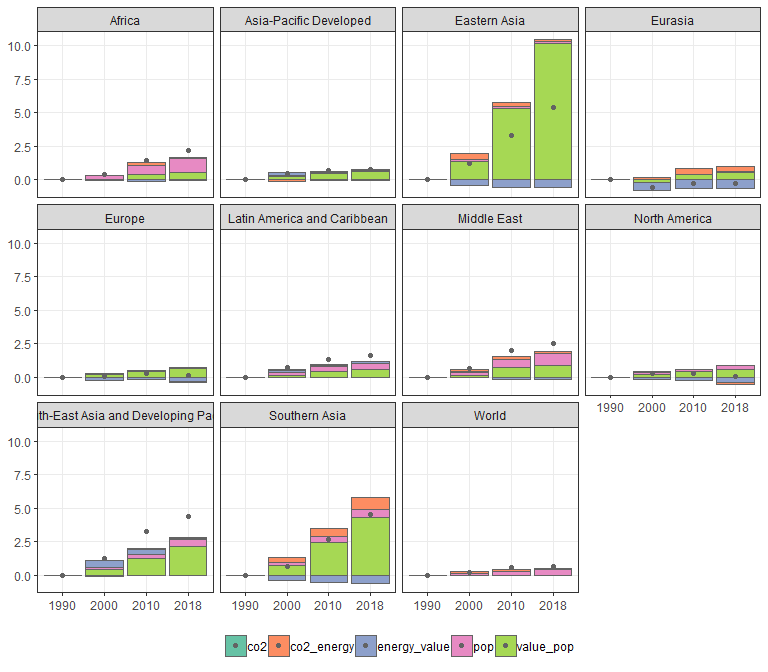 Africa
Asia-Pacific Developed
Eastern Asia
Eurasia
10.0
7.5
5.0
2.5
0.0
Europe
Latin America and Caribbean
Middle East
North America
10.0
7.5
5.0
2.5
0.0
1990 2000 2010 2018
th-East Asia and Developing Pac
Southern Asia
World
10.0
7.5
5.0
2.5
0.0
1990 2000 2010 2018
1990 2000 2010 2018
1990 2000 2010 2018
co2 co2_energy energy_value pop value_pop